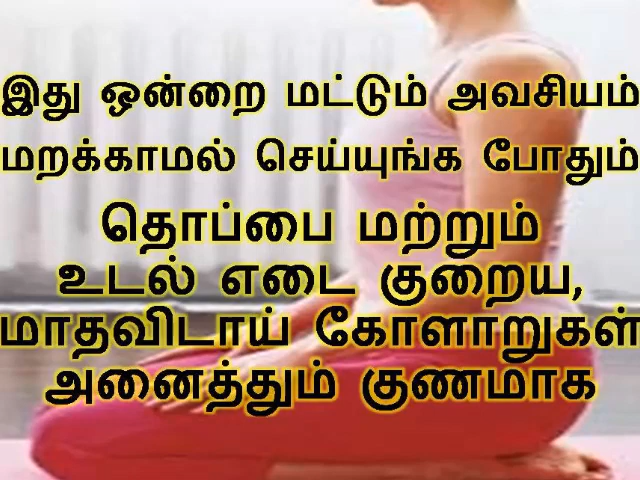 இது ஒன்றை மட்டும் அவசியம்
மறக்காமல் செய்யுங்க போதும்
தொப்பை மற்றும்
உடல் எடை குறைய,
மாதவிடாய் கோளாறுகள்
அனைத்தும் குணமாக